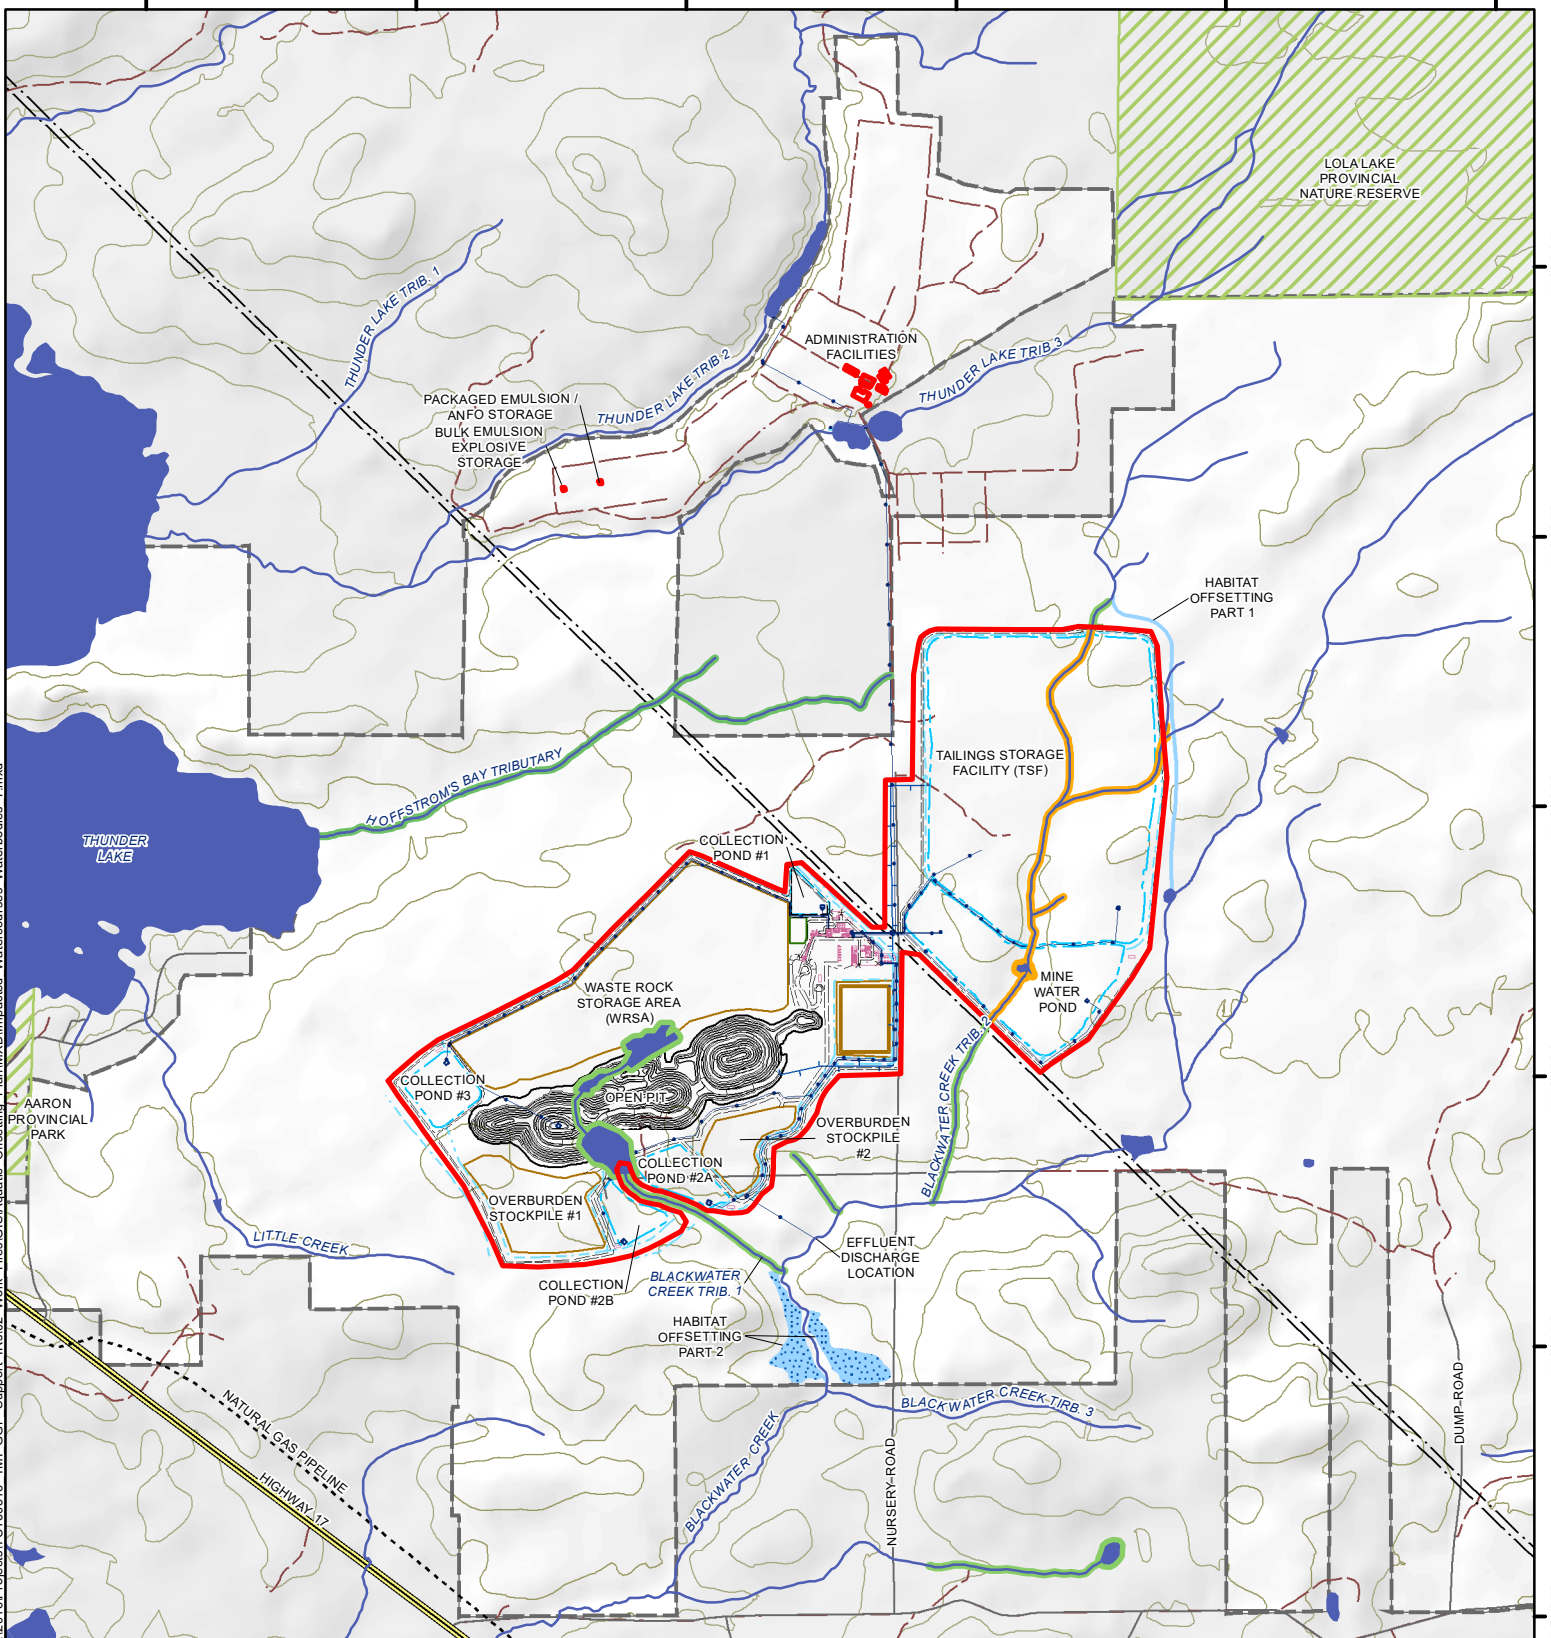 LOLA LAKE
PROVINCIAL
NATURE RESERVE
THUNDER LAKE TRIB. 1
THUNDER LAKE TRIB 2
ADMINISTRATION
FACILITIES
THUNDER LAKE TRIB 3
PACKAGED EMULSION /
ANFO STORAGE
BULK EMULSION
EXPLOSIVE
STORAGE
HABITAT
OFFSETTING
PART 1
HOFFSTROM'S BAY TRIBUTARY
TAILINGS STORAGE
FACILITY (TSF)
THUNDER
LAKE
COLLECTION
POND #1
WASTE ROCK
STORAGE AREA
(WRSA)
MINE
WATER
POND
COLLECTION
POND #3
OPEN PIT
BLACKWATER CREEK TRIB. 2
AARON
PROVINCIAL
PARK
OVERBURDEN
STOCKPILE
#2
COLLECTION
POND #2A
OVERBURDEN
STOCKPILE #1
LITTLE CREEK
EFFLUENT
DISCHARGE
LOCATION
COLLECTION
POND #2B
BLACKWATER
CREEK TRIB. 1
HABITAT
OFFSETTING
PART 2
BLACKWATER CREEK TIRB. 3
BLACKWATER CREEK
NURSERY ROAD
DUMP ROAD
NATURAL GAS PIPELINE
HIGHWAY 17